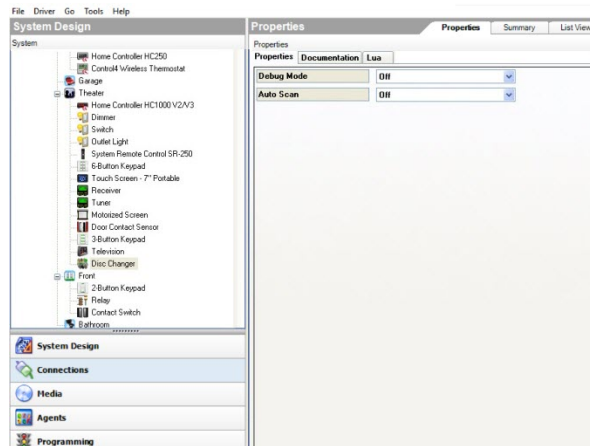 File Driver Go Tools Help
System Design
System
Home Controller HC250
Control4 Wireless Thermostat
Garage
Theater
Home Controller HC1000 V2/V3
Dimmer
Switch
Outlet Light
System Remote Control SR-250
6-Button Keypad
Touch Screen - 7" Portable
Receiver
Tuner
Motorized Screen
Door Contact Sensor
3-Button Keypad
Television
Disc Changer
Front
2-Button Keypad
Relay
Contact Switch
Bathroom
System Design
Connections
Media
Agents
Programming
Properties Properties Summary List View
Properties
Properties Documentation Lua
Debug Mode Off
Auto Scan Off